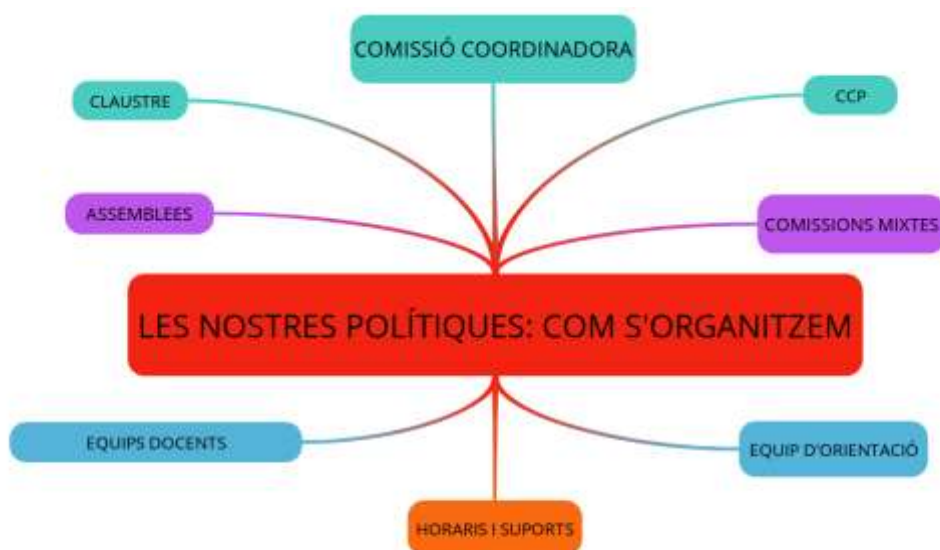 COMISSIÓ COORDINADORA
CLAUSTRE
CCP
ASSEMBLEES
COMISSIONS MIXTES
LES NOSTRES POLÍTIQUES: COM S'ORGANITZEM
EQUIPS DOCENTS
EQUIP D'ORIENTACIÓ
HORARIS I SUPORTS